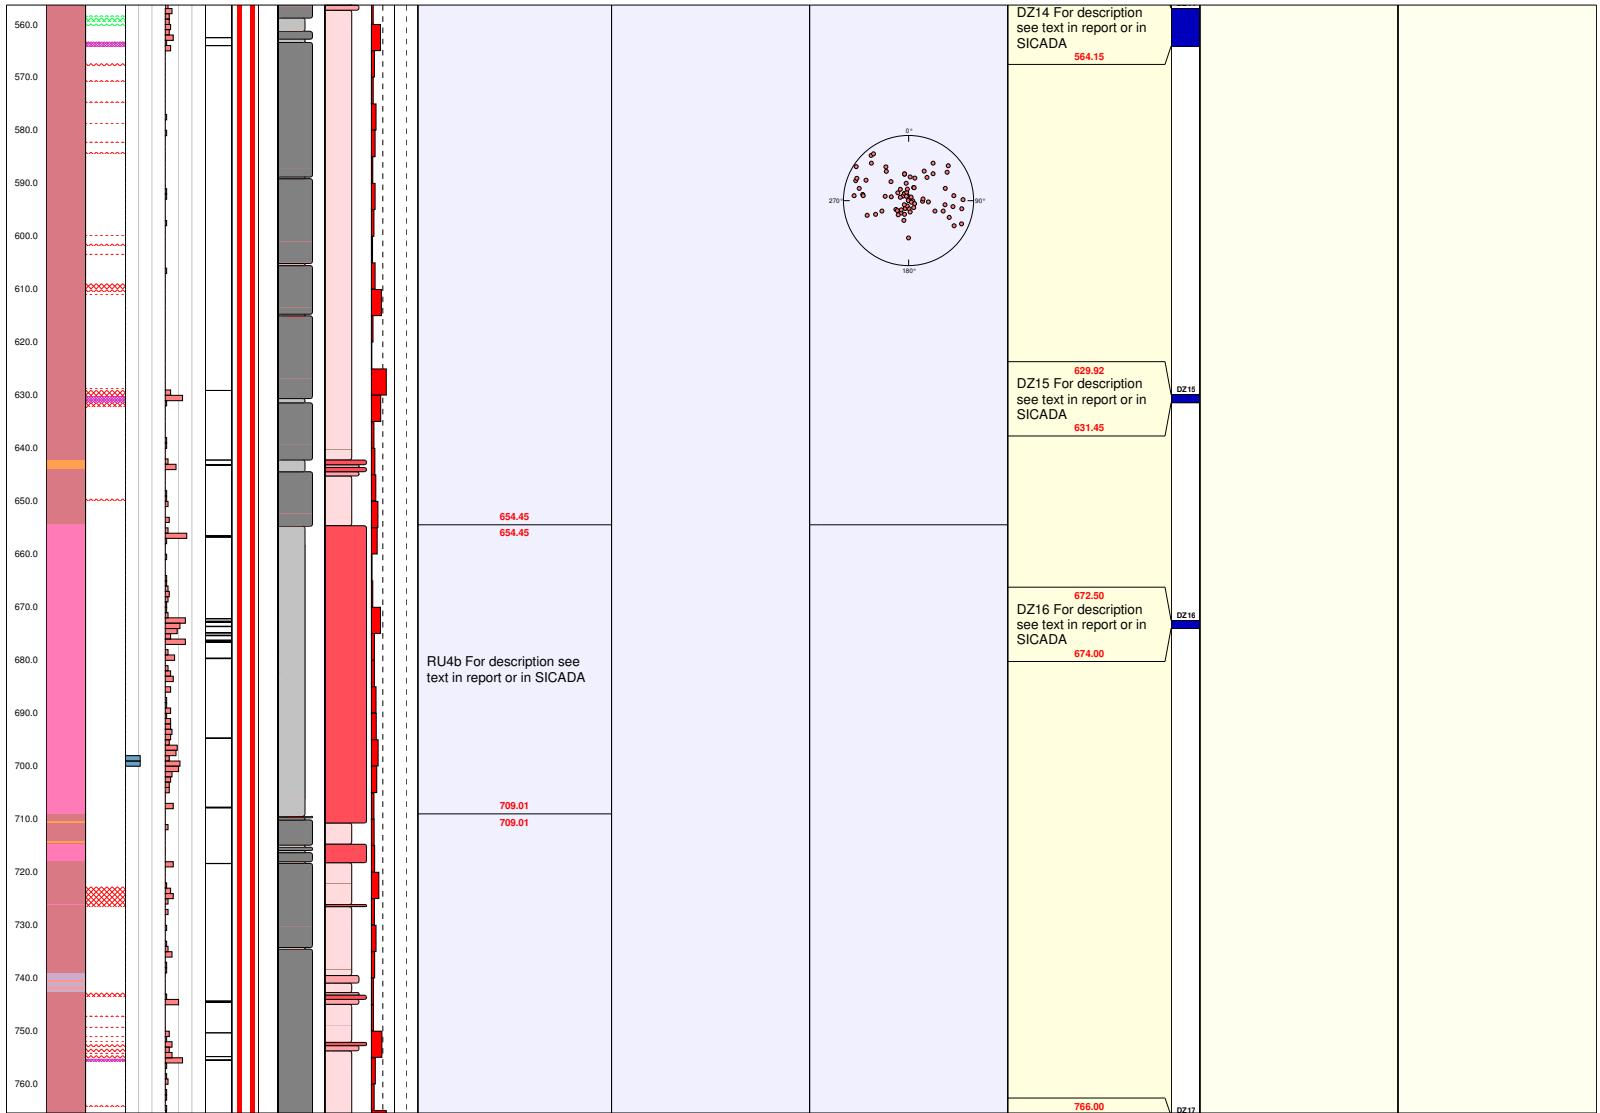 560.0
570.0
580.0
590.0
600.0
610.0
620.0
630.0
640.0
650.0
660.0
670.0
680.0
690.0
700.0
710.0
720.0
730.0
740.0
750.0
760.0
654.45
654.45
RU4b For description see
text in report or in SICADA
709.01
709.01
0°
270°
90°
180°
DZ14 For description
see text in report or in
SICADA
564.15
629.92
DZ15 For description
see text in report or in
SICADA
631.45
DZ15
672.50
DZ16 For description
see text in report or in
SICADA
674.00
DZ16
766.00
DZ17